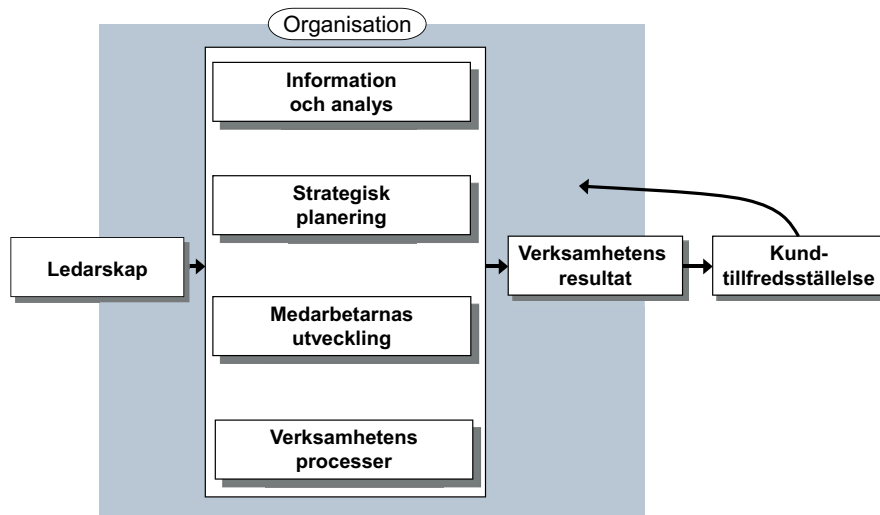 Organisation
Information
och analys
Strategisk
planering
Ledarskap
Medarbetarnas
utveckling
Verksamhetens
processer
Verksamhetens
resultat
Kund-
tillfredsställelse